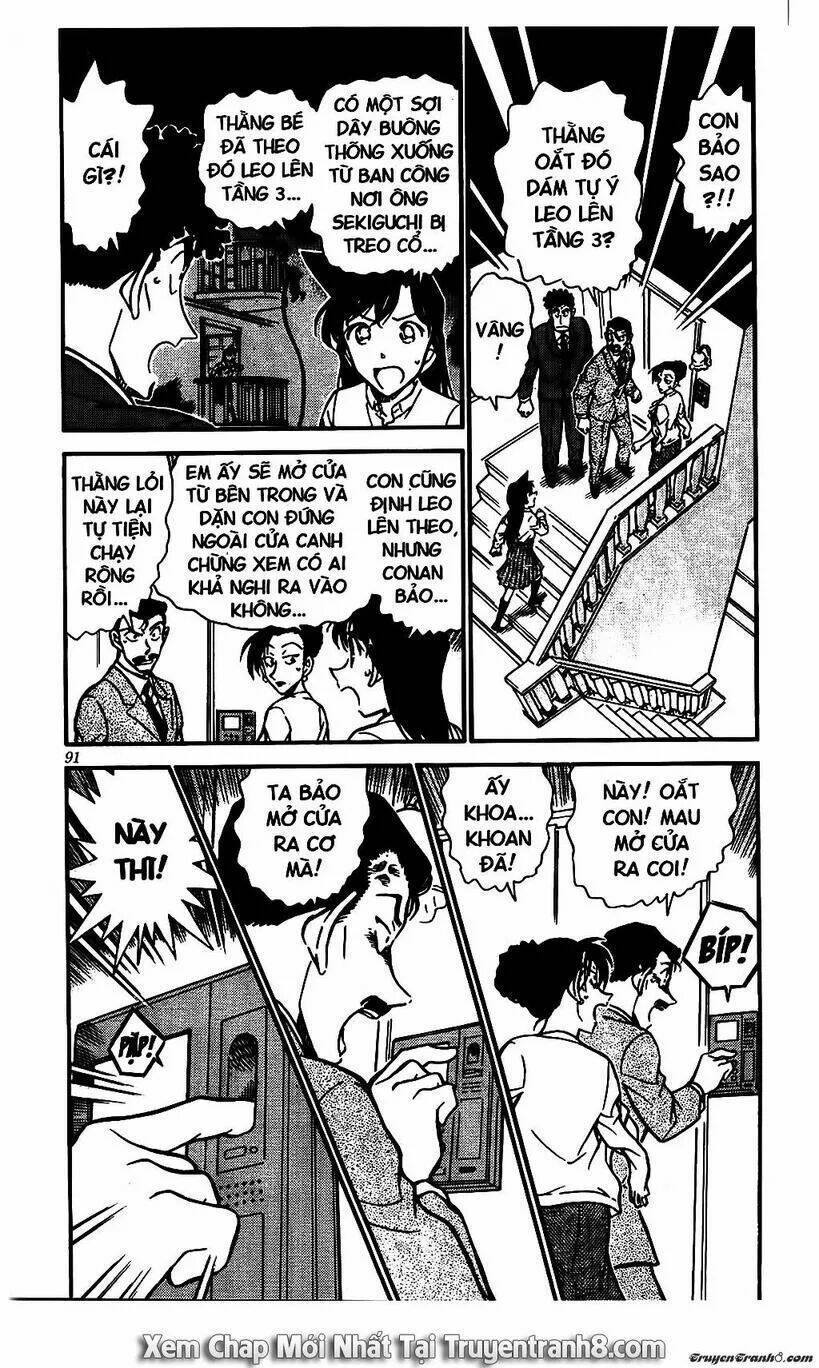 CON
BẢO
SAO
?!!
THẰNG
OẮT ĐÓ
DÁM TỰ Ý
LEO LÊN
TẦNG 3?
VÂNG
!
CÓ MỘT SỢI
DÂY BUÔNG
THÕNG XUỐNG
TỪ BAN CÔNG
NƠI ÔNG
SEKIGUCHI BỊ
TREO CỔ...
THẰNG BÉ
ĐÃ THEO
ĐÓ LEO LÊN
TẦNG 3...
CÁI
GÌ?!
CON CŨNG
ĐỊNH LEO
LÊN THEO,
NHƯNG
CONAN
BẢO...
EM ẤY SẼ MỞ CỬA
TỪ BÊN TRONG VÀ
DẶN CON ĐỨNG
NGOÀI CỬA CANH
CHỪNG XEM CÓ AI
KHẢ NGHI RA VÀO
KHÔNG...
THẰNG LỎI
NÀY LẠI
TỰ TIỆN
CHẠY
RÔNG
RỒI...
91
NÀY! OẮT
CON! MAU
MỞ CỬA
RA COI!
BÍP!
ẤY
KHOA...
KHOAN
ĐÃ!
TA BẢO
MỞ CỬA
RA CƠ
MÀ!
NÀY
THÌ!
PẶP!
Xem Chap Mới Nhất Tại Truyentranh8.com
TruyenTranh8.com